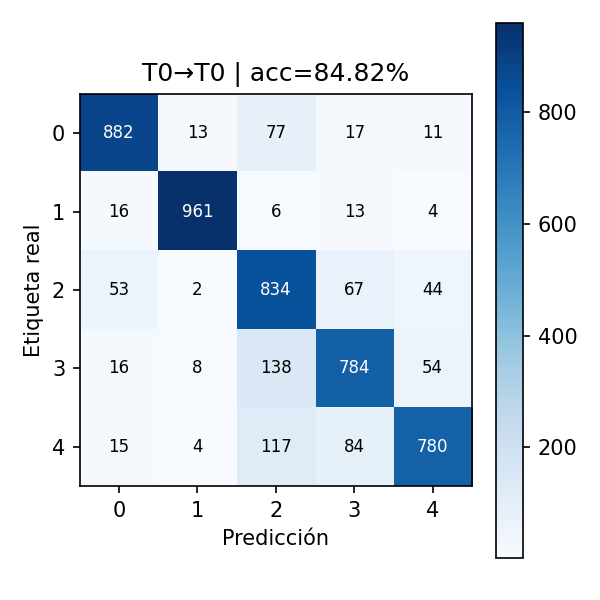 T0→T0 | acc=84.82%
0 882 13 77 17 11
1 16 961 6 13 4
2 53 2 834 67 44
3 16 8 138 784 54
4 15 4 117 84 780
0 1 2 3 4
Predicción
Etiqueta real
800
600
400
200